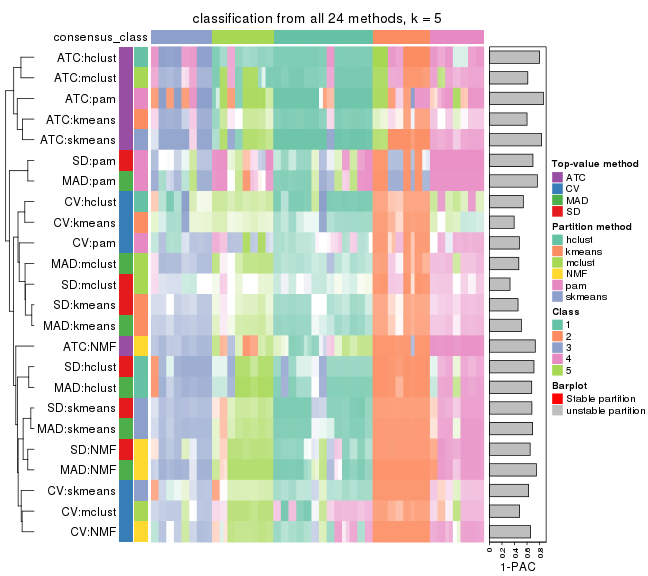 classification from all 24 methods, k = 5
consensus_class
ATC:hclust
ATC:mclust
ATC:pam
ATC:kmeans
ATC:skmeans
SD:pam
MAD:pam
CV:hclust
CV:kmeans
CV:pam
MAD:mclust
SD:mclust
SD:kmeans
MAD:kmeans
ATC:NMF
SD:hclust
MAD:hclust
SD:skmeans
MAD:skmeans
SD:NMF
MAD:NMF
CV:skmeans
CV:mclust
CV:NMF
0
0.2
0.4
0.6
0.8
1-PAC
Top-value method
ATC
CV
MAD
SD
Partition method
hclust
kmeans
mclust
NMF
pam
skmeans
Class
1
2
3
4
5
Barplot
Stable partition
unstable partition